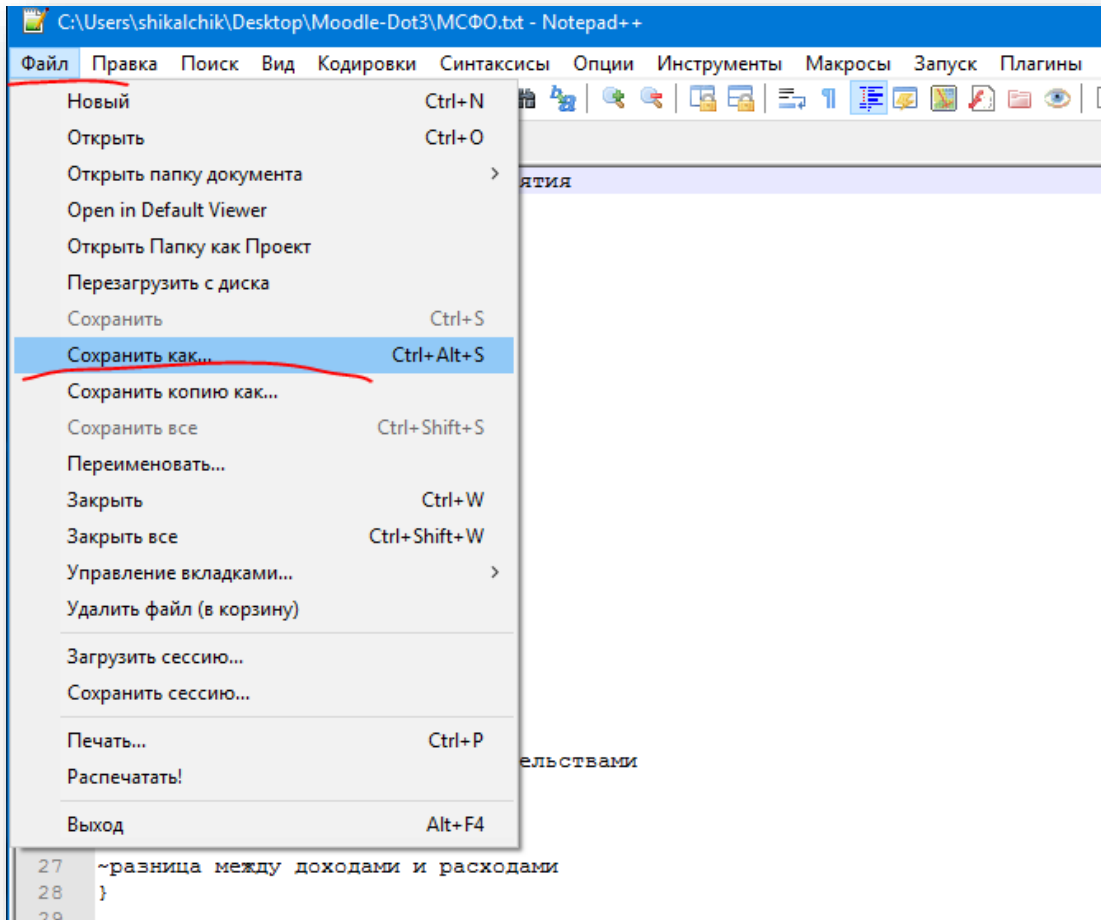 C:\Users\shikalchik\Desktop\Moodle-Dot3\МСФО.txt - Notepad++
Файл Правка Поиск Вид Кодировки Синтаксисы Опции Инструменты Макросы Запуск Плагины
Новый Ctrl+N
Открыть Ctrl+O
Открыть папку документа >
ятия
Open in Default Viewer
Открыть Папку как Проект
Перезагрузить с диска
Сохранить Ctrl+S
Сохранить как... Ctrl+Alt+S
Сохранить копию как...
Сохранить все Ctrl+Shift+S
Переименовать...
Закрыть Ctrl+W
Закрыть все Ctrl+Shift+W
Управление вкладками... >
Удалить файл (в корзину)
Загрузить сессию...
Сохранить сессию...
Печать... Ctrl+P
ельствами
Распечатать!
Выход Alt+F4
27 ~разница между доходами и расходами
28 }
29